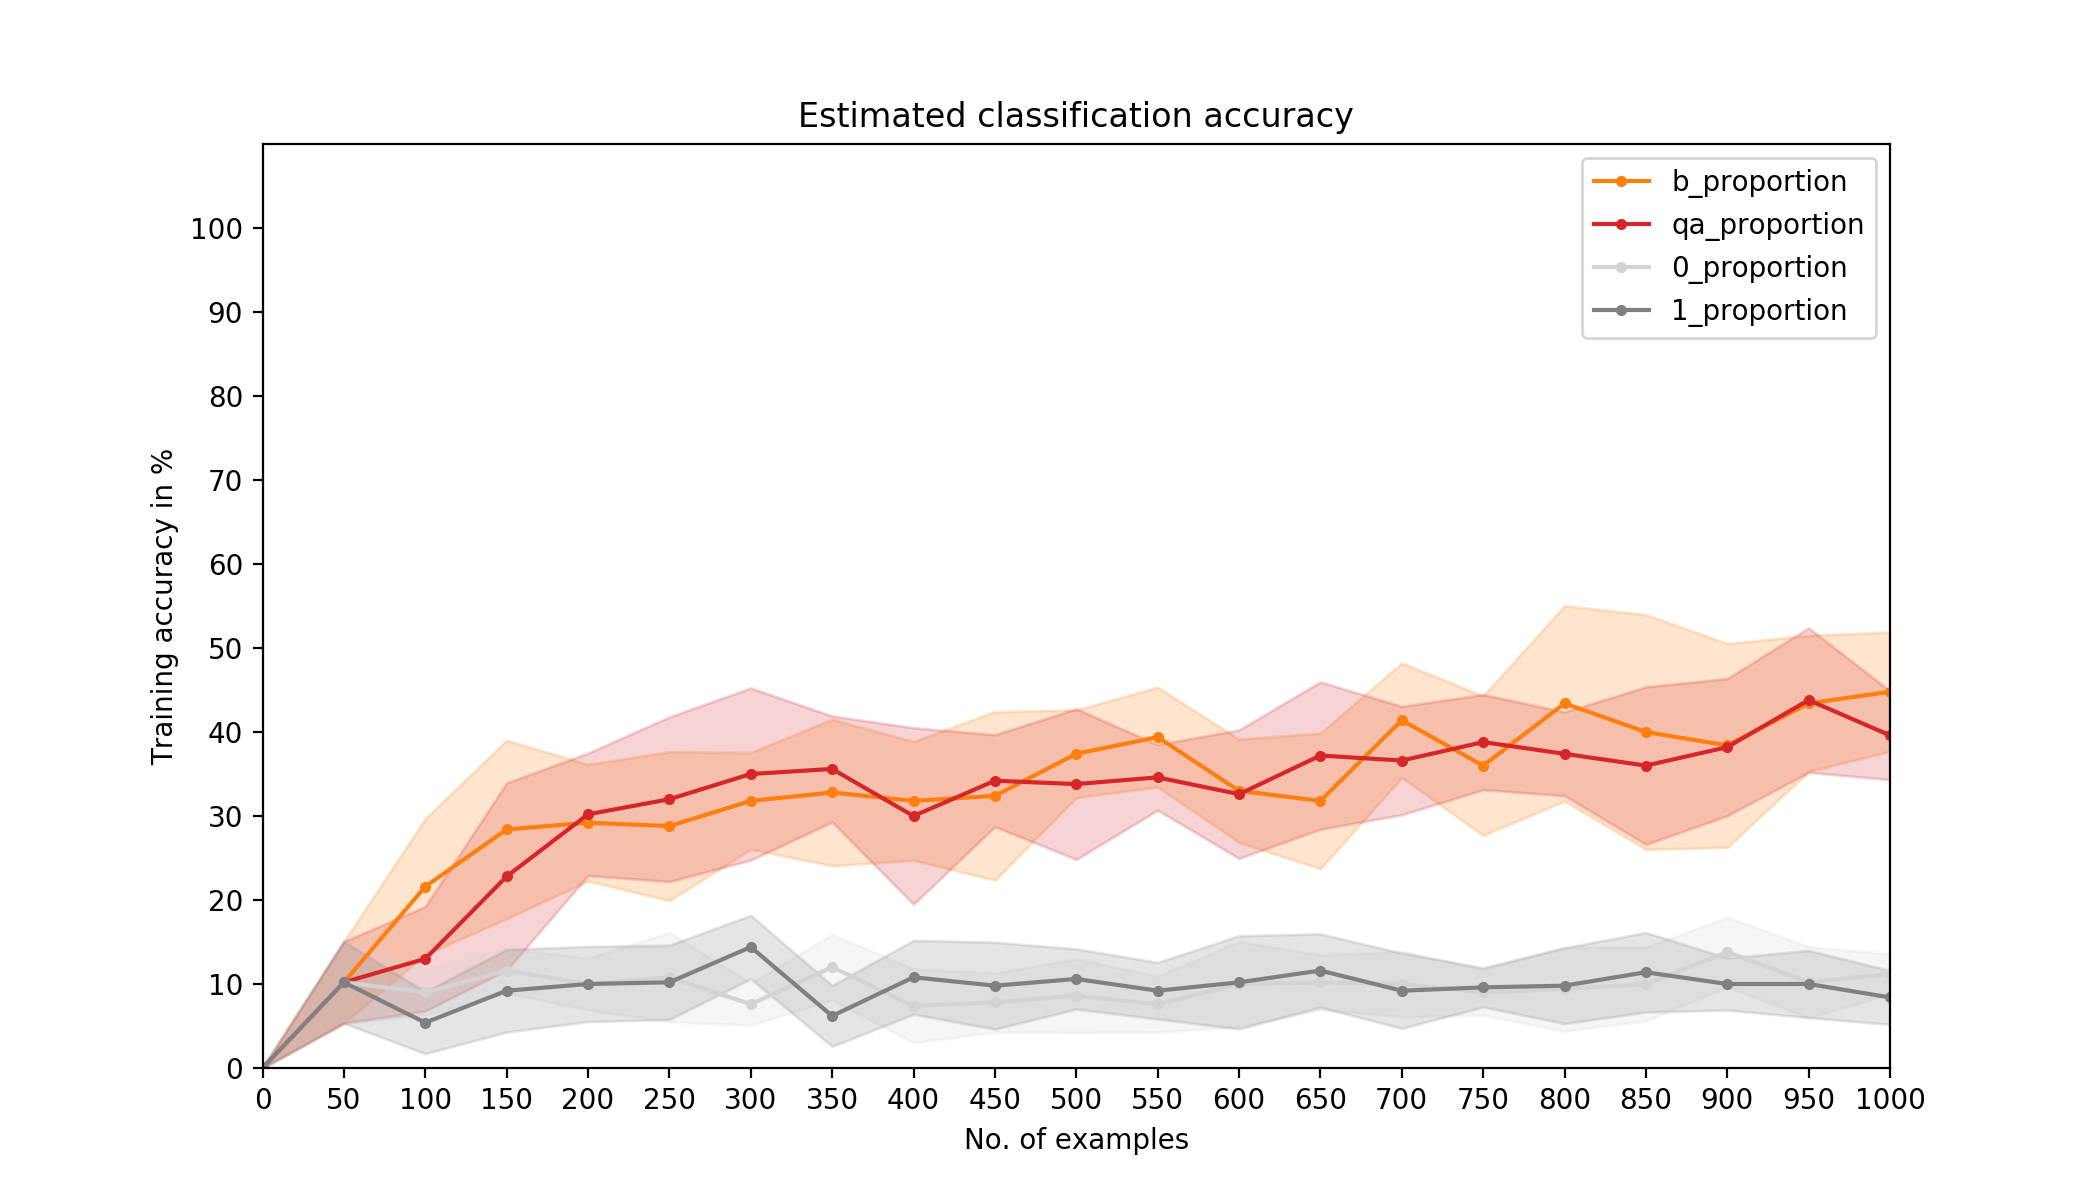 Estimated classification accuracy
b_proportion
qa_proportion
0_proportion
1_proportion
Training accuracy in %
100
90
80
70
60
50
40
30
20
10
0
0 50 100 150 200 250 300 350 400 450 500 550 600 650 700 750 800 850 900 950 1000
No. of examples